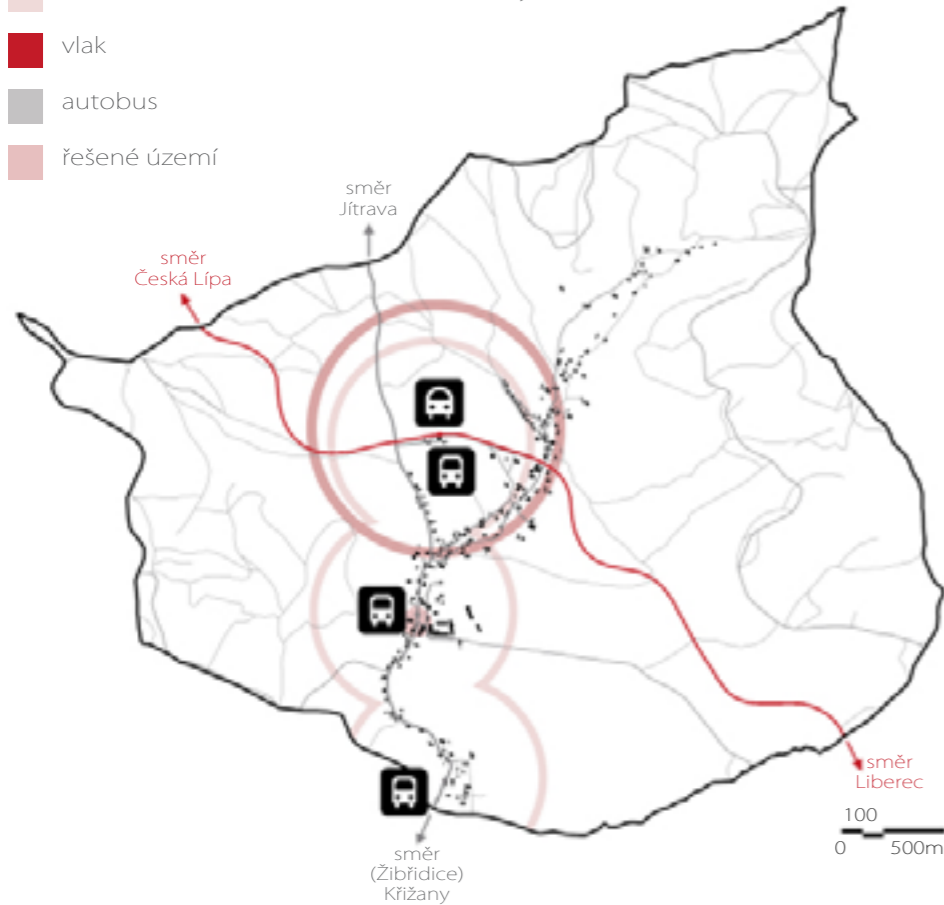 vlak
autobus
řešené území
směr
Jítrava
směr
Česká Lípa
směr
Liberec
100
0 500m
směr
(Žibřidice)
Křižany